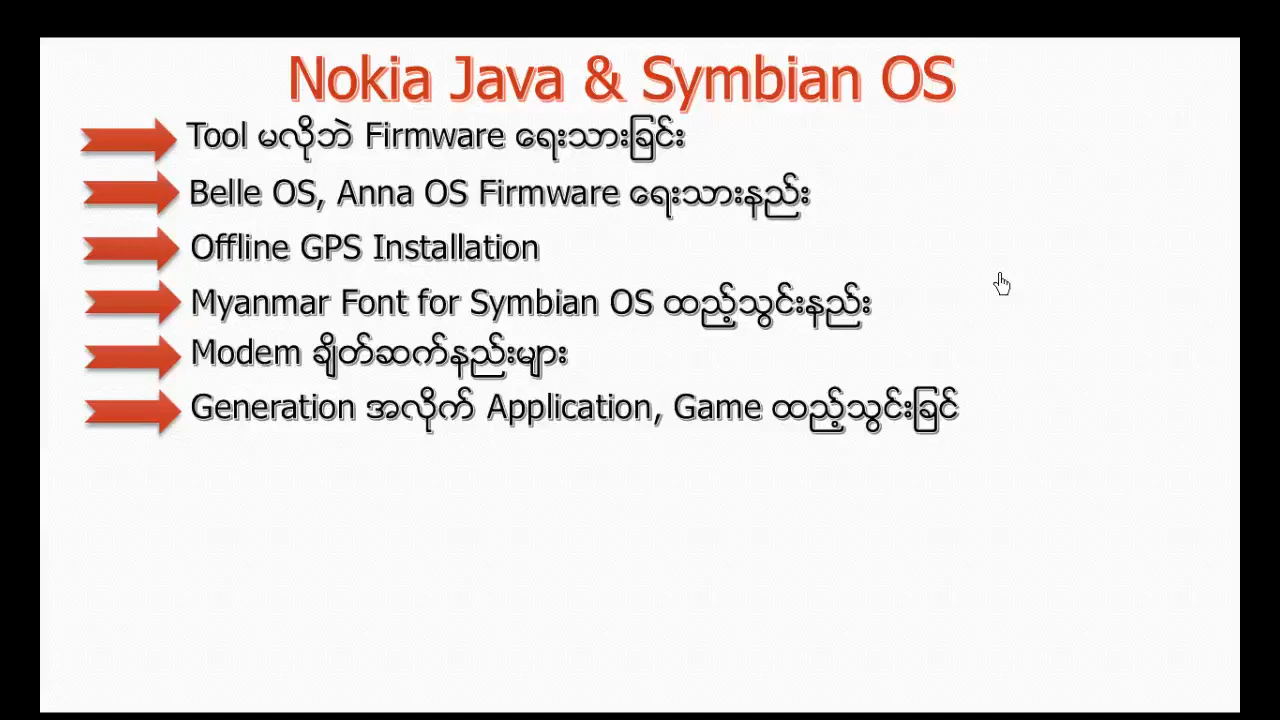 Nokia Java & Symbian OS
Tool မလိုဘဲ Firmware ရေးသားခြင်း
Belle OS, Anna OS Firmware ရေးသားနည်း
Offline GPS Installation
Myanmar Font for Symbian OS ထည့်သွင်းနည်း
Modem ချိတ်ဆက်နည်းများ
Generation အလိုက် Application, Game ထည့်သွင်းခြင်